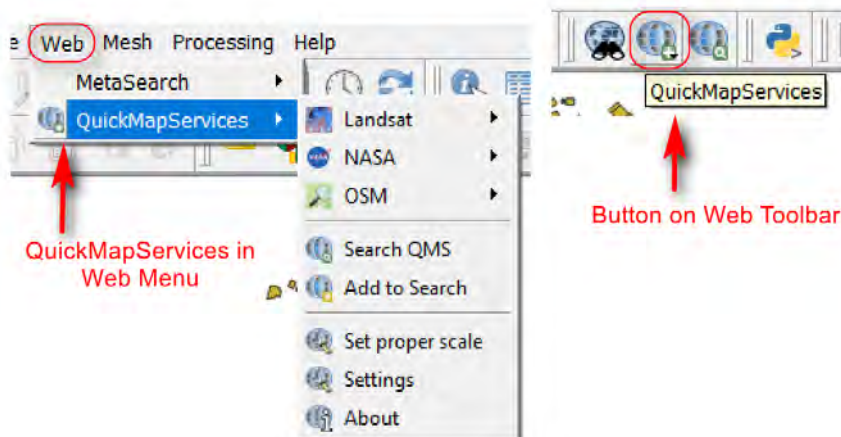 e Web Mesh Processing Help
MetaSearch
QuickMapServices
Landsat
NASA
OSM
Search QMS
Add to Search
Set proper scale
Settings
About
QuickMapServices in
Web Menu
QuickMapServices
Button on Web Toolbar